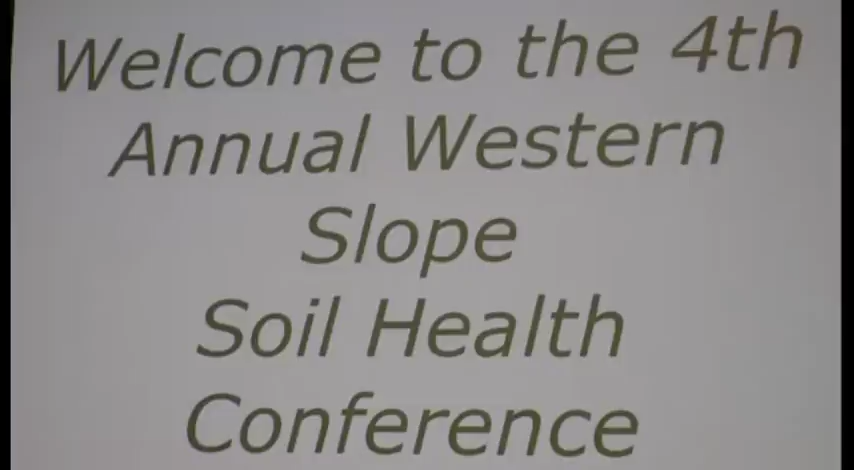 Welcome to the 4th
Annual Western
Slope
Soil Health
Conference